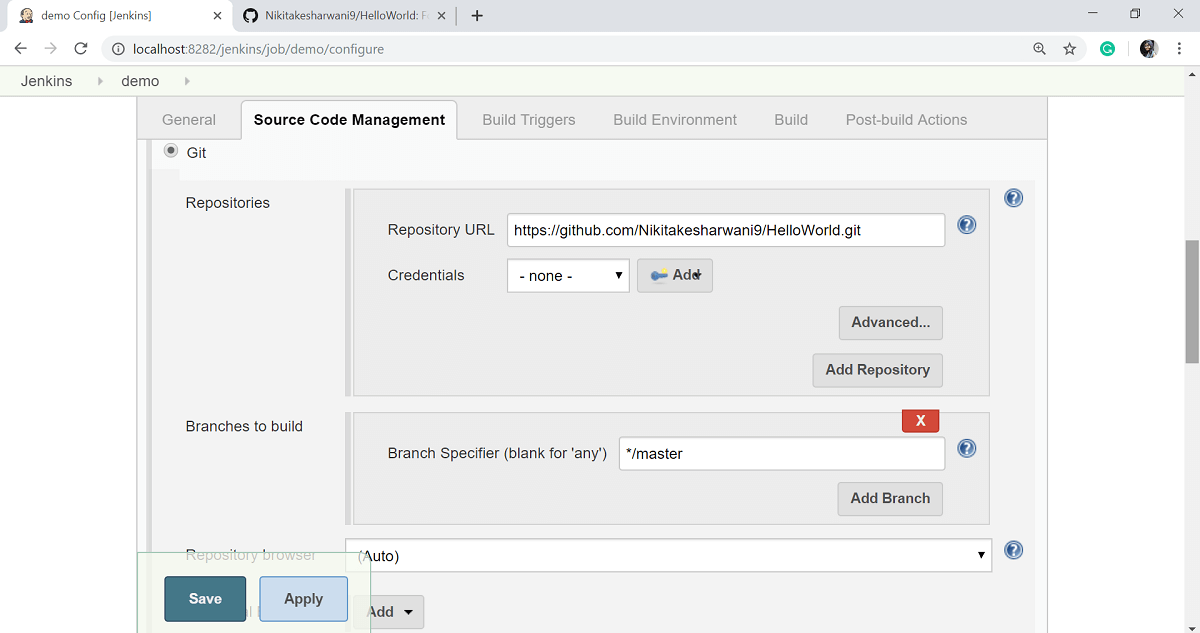 demo Config [Jenkins]
Nikitakesharwani9/HelloWorld:
localhost:8282/jenkins/job/demo/configure
Jenkins
demo
General
Source Code Management
Build Triggers
Build Environment
Build
Post-build Actions
Git
Repositories
Repository URL
https://github.com/Nikitakesharwani9/HelloWorld.git
Credentials
- none -
Add
Advanced...
Add Repository
Branches to build
X
Branch Specifier (blank for 'any')
*/master
Add Branch
Repository browser
(Auto)
Save
Apply
Add